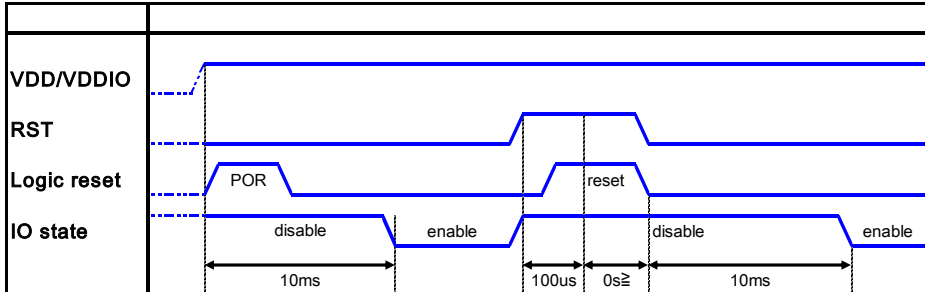 VDD/VDDIO
RST
Logic reset
POR
reset
IO state
disable
enable
disable
enable
10ms
100us
0s≧
10ms